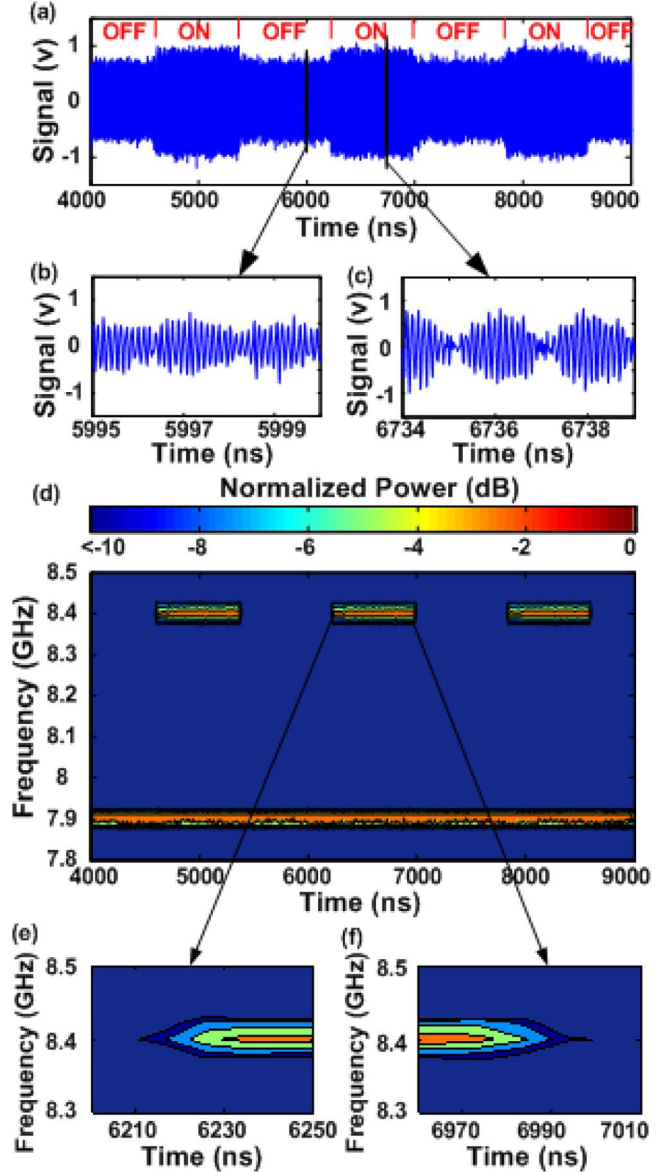 (a)
OFF ON OFF ON OFF ON OFF
Signal (v)
1
0
-1
4000 5000 6000 7000 8000 9000
Time (ns)
(b)
Signal (v)
1
0
-1
5995 5997 5999
Time (ns)
(c)
Signal (v)
1
0
-1
6734 6736 6738
Time (ns)
(d)
Normalized Power (dB)
<-10 -8 -6 -4 -2 0
Frequency (GHz)
8.5
8.4
8.3
8.2
8.1
8
7.9
7.8
4000 5000 6000 7000 8000 9000
Time (ns)
(e)
Frequency (GHz)
8.5
8.4
8.3
6210 6230 6250
Time (ns)
(f)
Frequency (GHz)
8.5
8.4
8.3
6970 6990 7010
Time (ns)